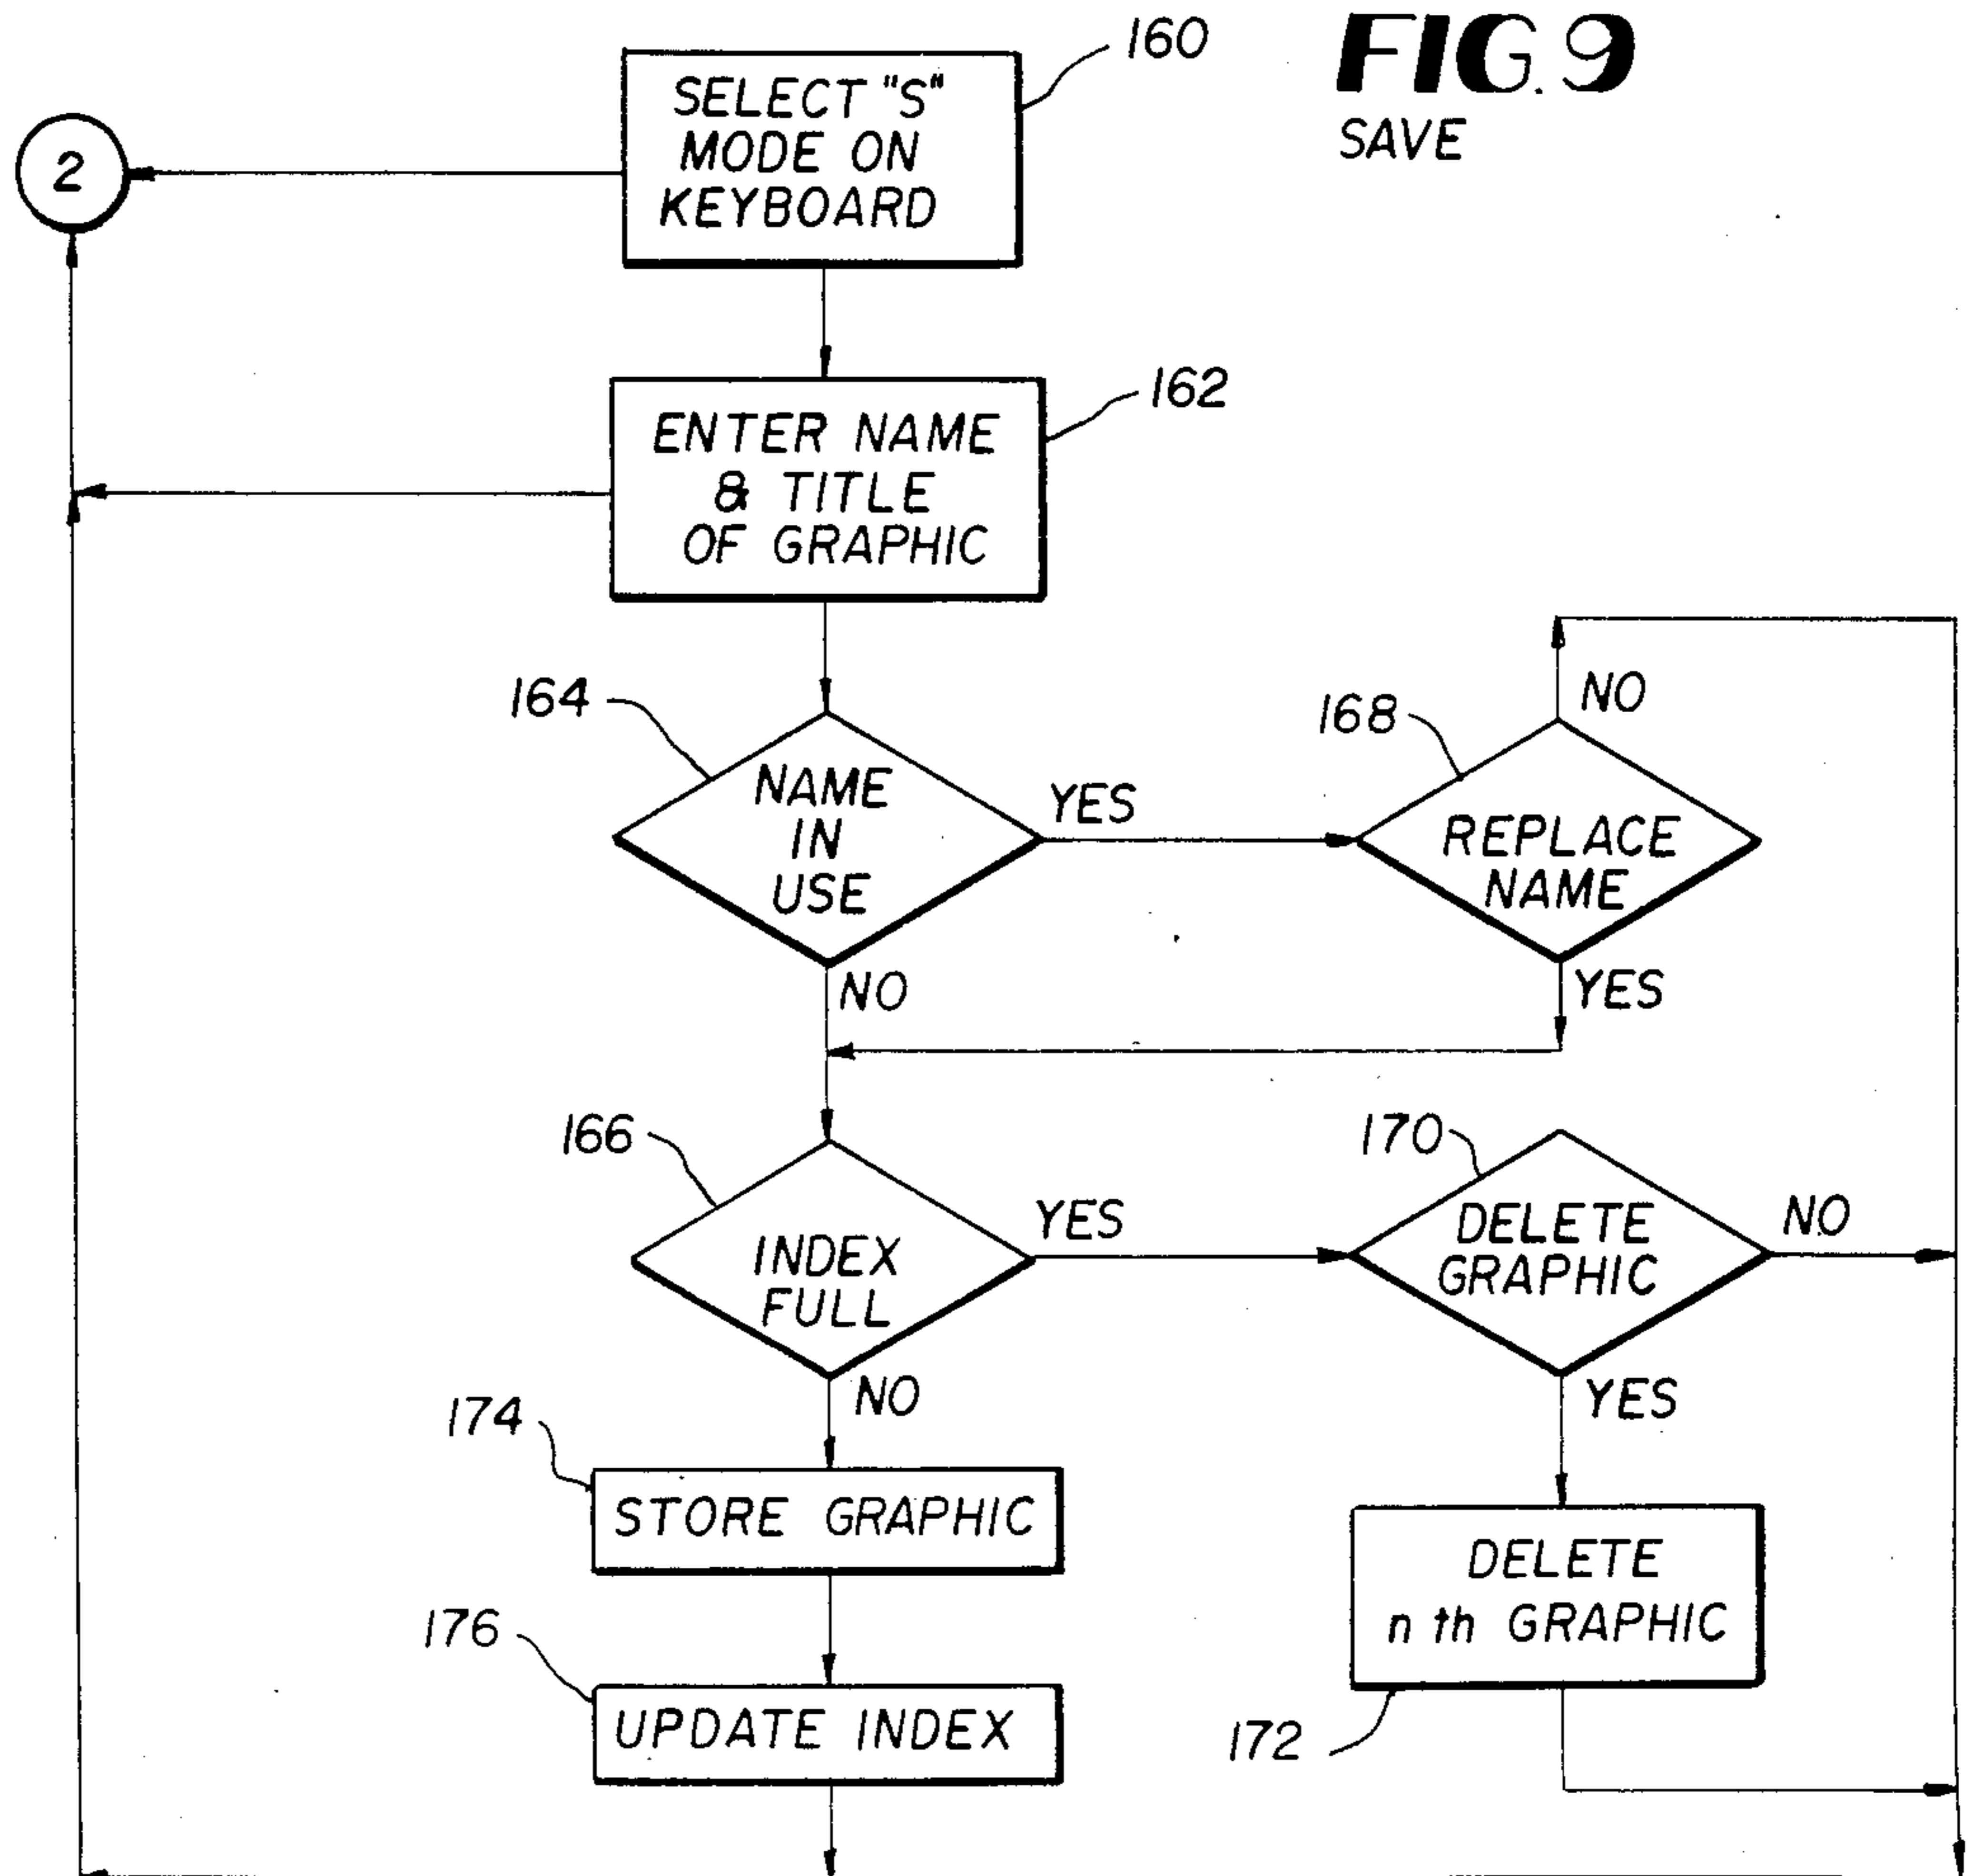 FIG. 9
SAVE
160
SELECT "S"
MODE ON
KEYBOARD
2
162
ENTER NAME
& TITLE
OF GRAPHIC
164
NAME
IN
USE
YES
NO
168
REPLACE
NAME
NO
YES
166
INDEX
FULL
YES
NO
170
DELETE
GRAPHIC
NO
YES
174
STORE GRAPHIC
DELETE
n th GRAPHIC
172
176
UPDATE INDEX